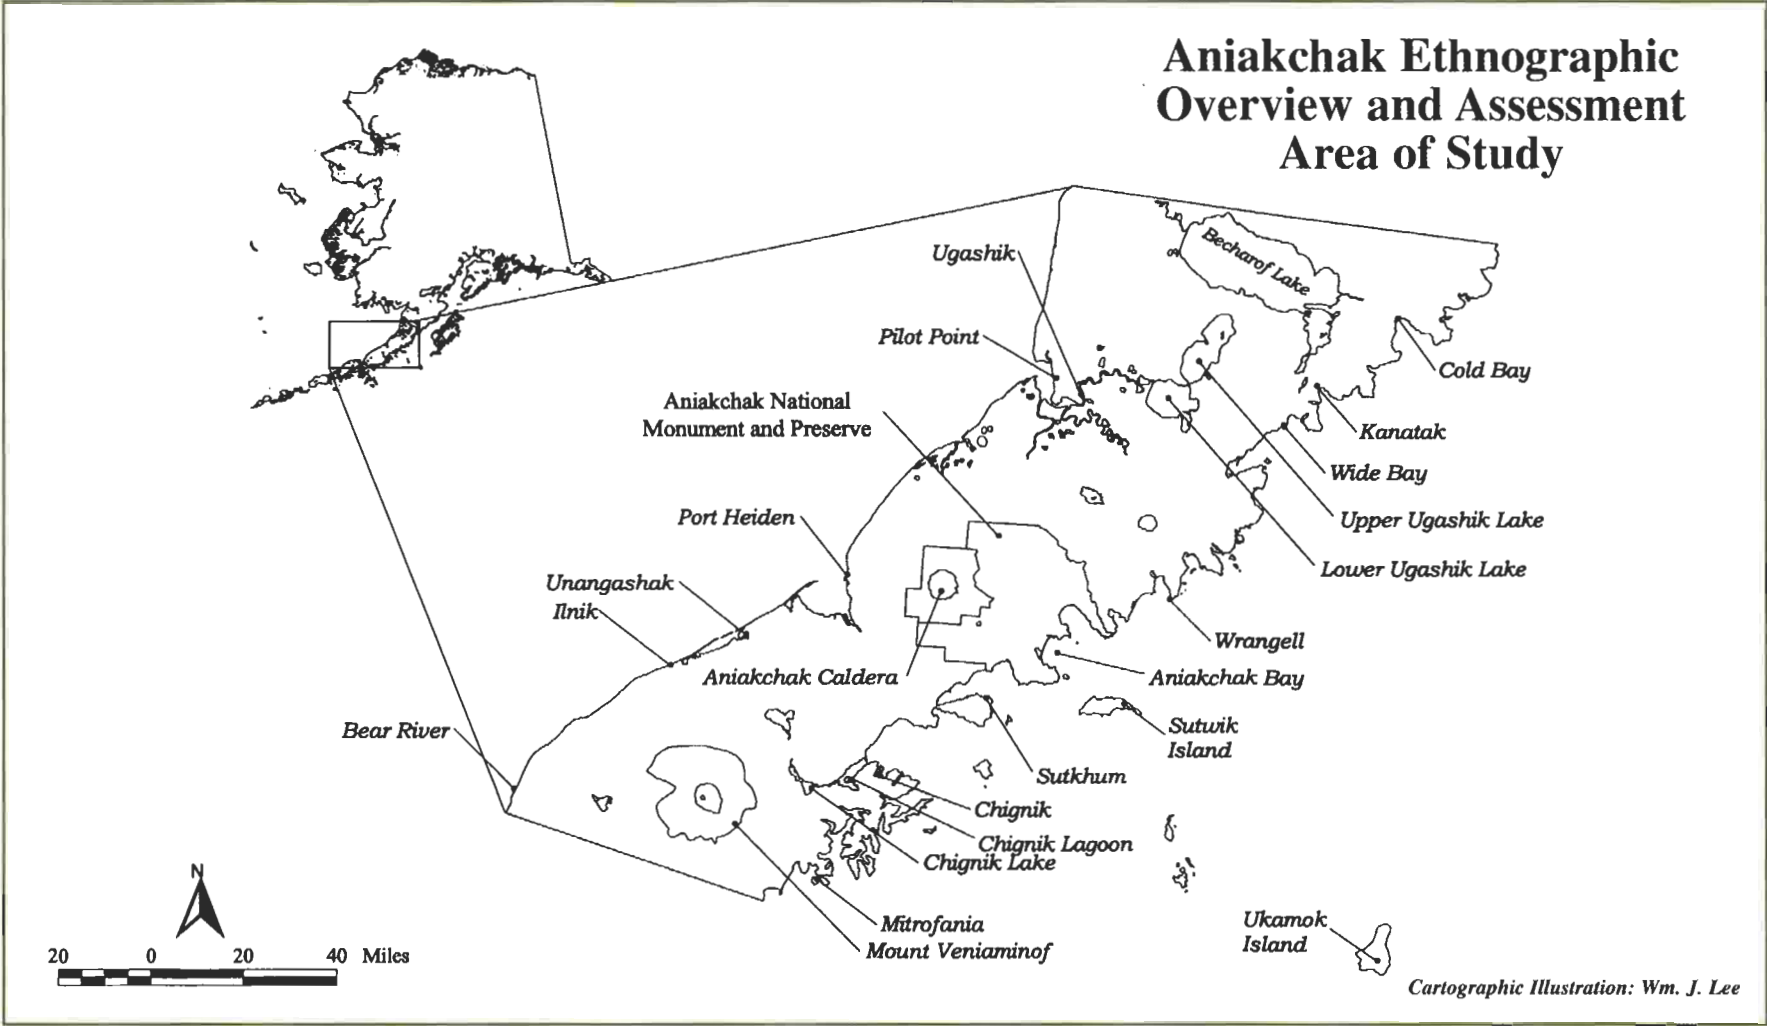 Aniakchak Ethnographic
Overview and Assessment
Area of Study
Becharof Lake
Ugashik
Pilot Point
Cold Bay
Aniakchak National
Monument and Preserve
Kanatak
Wide Bay
Port Heiden
Upper Ugashik Lake
Lower Ugashik Lake
Unangashak
Ilnik
Wrangell
Aniakchak Caldera
Aniakchak Bay
Bear River
Sutwik
Island
Sutkhum
Chignik
Chignik Lagoon
Chignik Lake
N
Mitrofania
Mount Veniaminof
Ukamok
Island
20 0 20 40 Miles
Cartographic Illustration: Wm. J. Lee